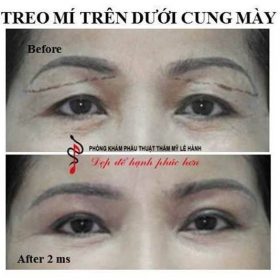 TREO MÍ TRÊN DƯỚI CUNG MÀY
Before
PHÒNG KHÁM PHẪU THUẬT THẨM MỸ LÊ HÀNH
Đẹp để hạnh phúc hơn
After 2 ms